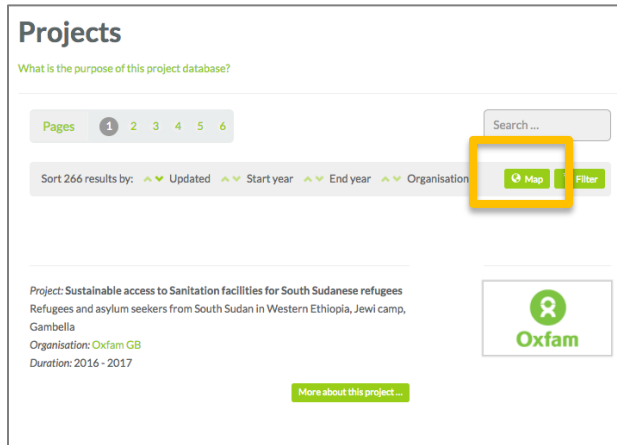 Projects
What is the purpose of this project database?
Pages 1 2 3 4 5 6
Search ...
Sort 266 results by: Updated Start year End year Organisation Map Filter
Project: Sustainable access to Sanitation facilities for South Sudanese refugees
Refugees and asylum seekers from South Sudan in Western Ethiopia, Jewi camp,
Gambella
Organisation: Oxfam GB
Duration: 2016 - 2017
Oxfam
More about this project ...